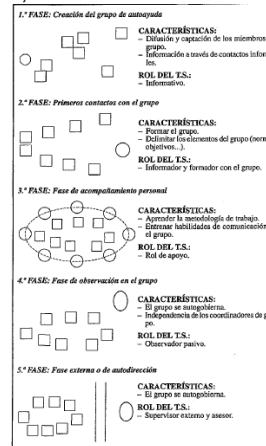 1.ª FASE: Creación del grupo de autoayuda
CARACTERÍSTICAS:
– Difusión y captación de los miembros
grupo.
– Información a través de contactos infor
les.
ROL DEL T.S.:
– Informativo.
2.ª FASE: Primeros contactos con el grupo
CARACTERÍSTICAS:
– Formar el grupo.
– Delimitar los elementos del grupo (norm
objetivos...).
ROL DEL T.S.:
– Informador y formador con el grupo.
3.ª FASE: Fase de acompañamiento personal
CARACTERÍSTICAS:
– Aprender la metodología de trabajo.
– Entrenar habilidades de comunicación
el grupo.
ROL DEL T.S.:
– Rol de apoyo.
4.ª FASE: Fase de observación en el grupo
CARACTERÍSTICAS:
– El grupo se autogobierna.
– Independencia de los coordinadores de g
po.
ROL DEL T.S.:
– Observador pasivo.
5.ª FASE: Fase externa o de autodirección
CARACTERÍSTICAS:
– El grupo se autogobierna.
ROL DEL T.S.:
– Supervisor externo y asesor.